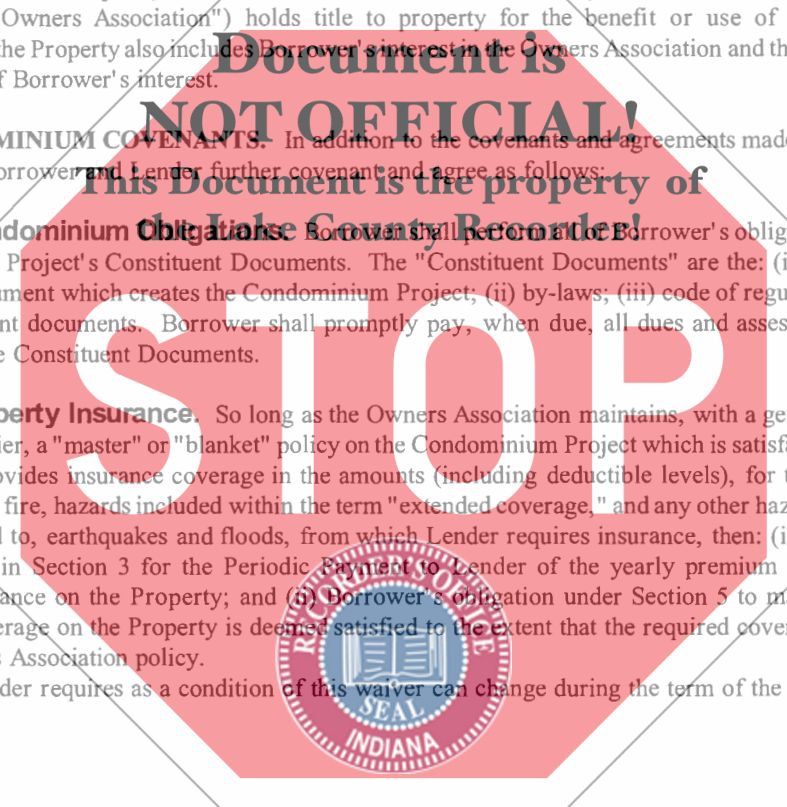 Owners Association") holds title to property for the benefit or use of
the Property also includes Borrower's interest in the Owners Association and th
f Borrower's interest.
Document is
NOT OFFICIAL!
This Document is the property of
the Lake County Recorder!
MINIUM COVENANTS. In addition to the covenants and agreements made
orrower and Lender further covenant and agree as follows:
ndominium Obligations. Borrower shall perform all of Borrower's oblig
Project's Constituent Documents. The "Constituent Documents" are the: (i
ument which creates the Condominium Project; (ii) by-laws; (iii) code of regu
nt documents. Borrower shall promptly pay, when due, all dues and asses
e Constituent Documents.
STOP
perty Insurance. So long as the Owners Association maintains, with a ge
ier, a "master" or "blanket" policy on the Condominium Project which is satisfa
ovides insurance coverage in the amounts (including deductible levels), for t
fire, hazards included within the term "extended coverage," and any other haz
d to, earthquakes and floods, from which Lender requires insurance, then: (i
in Section 3 for the Periodic Payment to Lender of the yearly premium
ance on the Property; and (ii) Borrower's obligation under Section 5 to m
erage on the Property is deemed satisfied to the extent that the required cover
s Association policy.
der requires as a condition of this waiver can change during the term of the
RECORDER'S OFFICE
SEAL
INDIANA